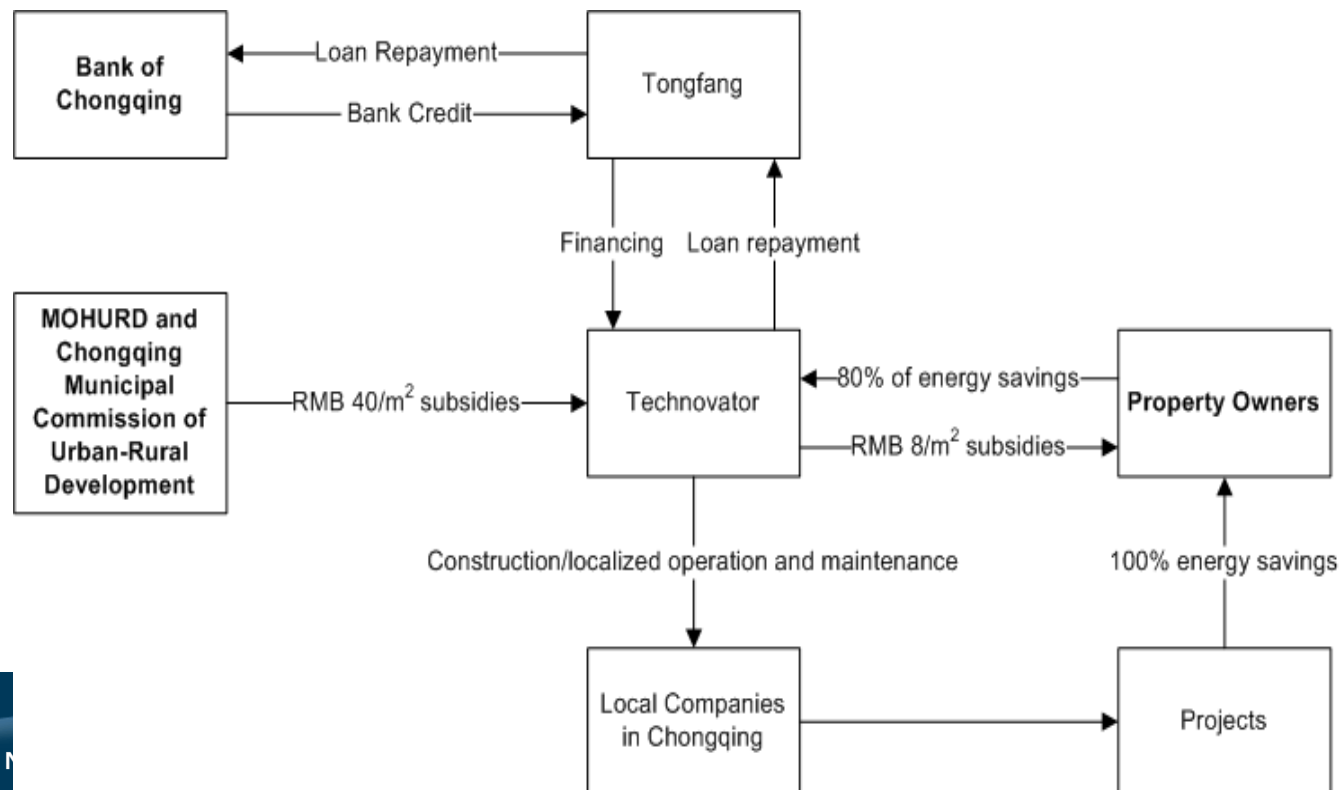 Bank of
Chongqing
Loan Repayment
Bank Credit
Tongfang
Financing
Loan repayment
MOHURD and
Chongqing
Municipal
Commission of
Urban-Rural
Development
RMB 40/m² subsidies
Technovator
80% of energy savings
RMB 8/m² subsidies
Property Owners
Construction/localized operation and maintenance
100% energy savings
Local Companies
in Chongqing
Projects
N